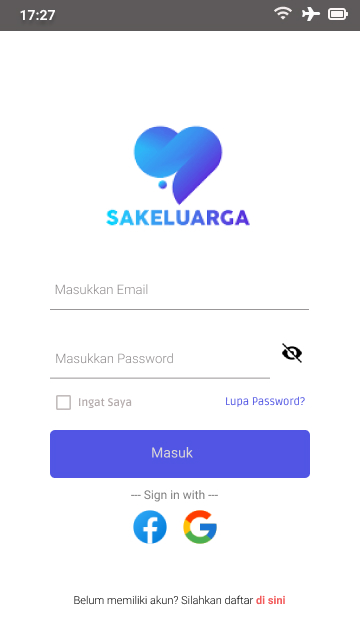 17:27
SAKELUARGA
Masukkan Email
Masukkan Password
Ingat Saya
Lupa Password?
Masuk
--- Sign in with ---
Belum memiliki akun? Silahkan daftar di sini